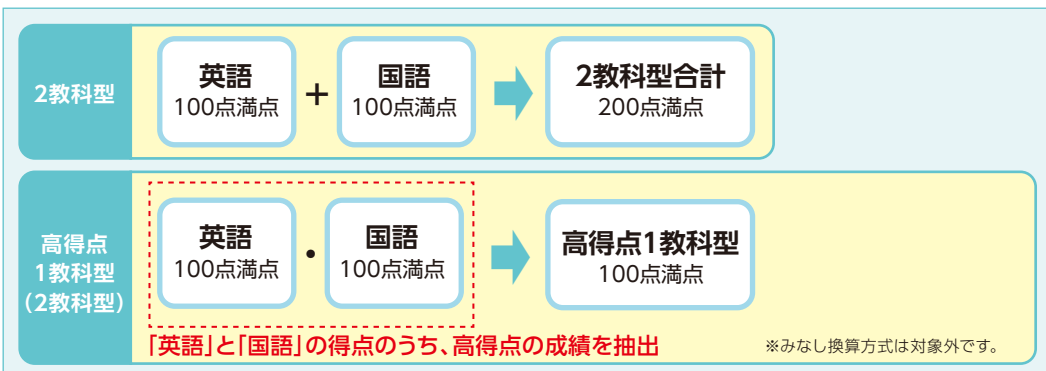 2教科型
英語
100点満点
+
国語
100点満点
2教科型合計
200点満点
高得点
1教科型
(2教科型)
英語
100点満点
・
国語
100点満点
高得点1教科型
100点満点
「英語」と「国語」の得点のうち、高得点の成績を抽出
※みなし換算方式は対象外です。